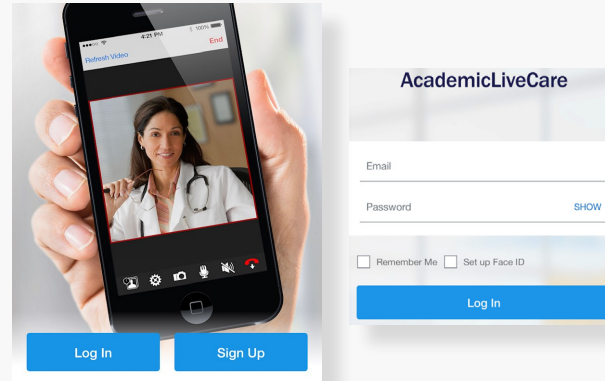 4:21 PM
100%
Refresh Video
End
Log In
Sign Up
AcademicLiveCare
Email
Password
SHOW
Remember Me
Set up Face ID
Log In